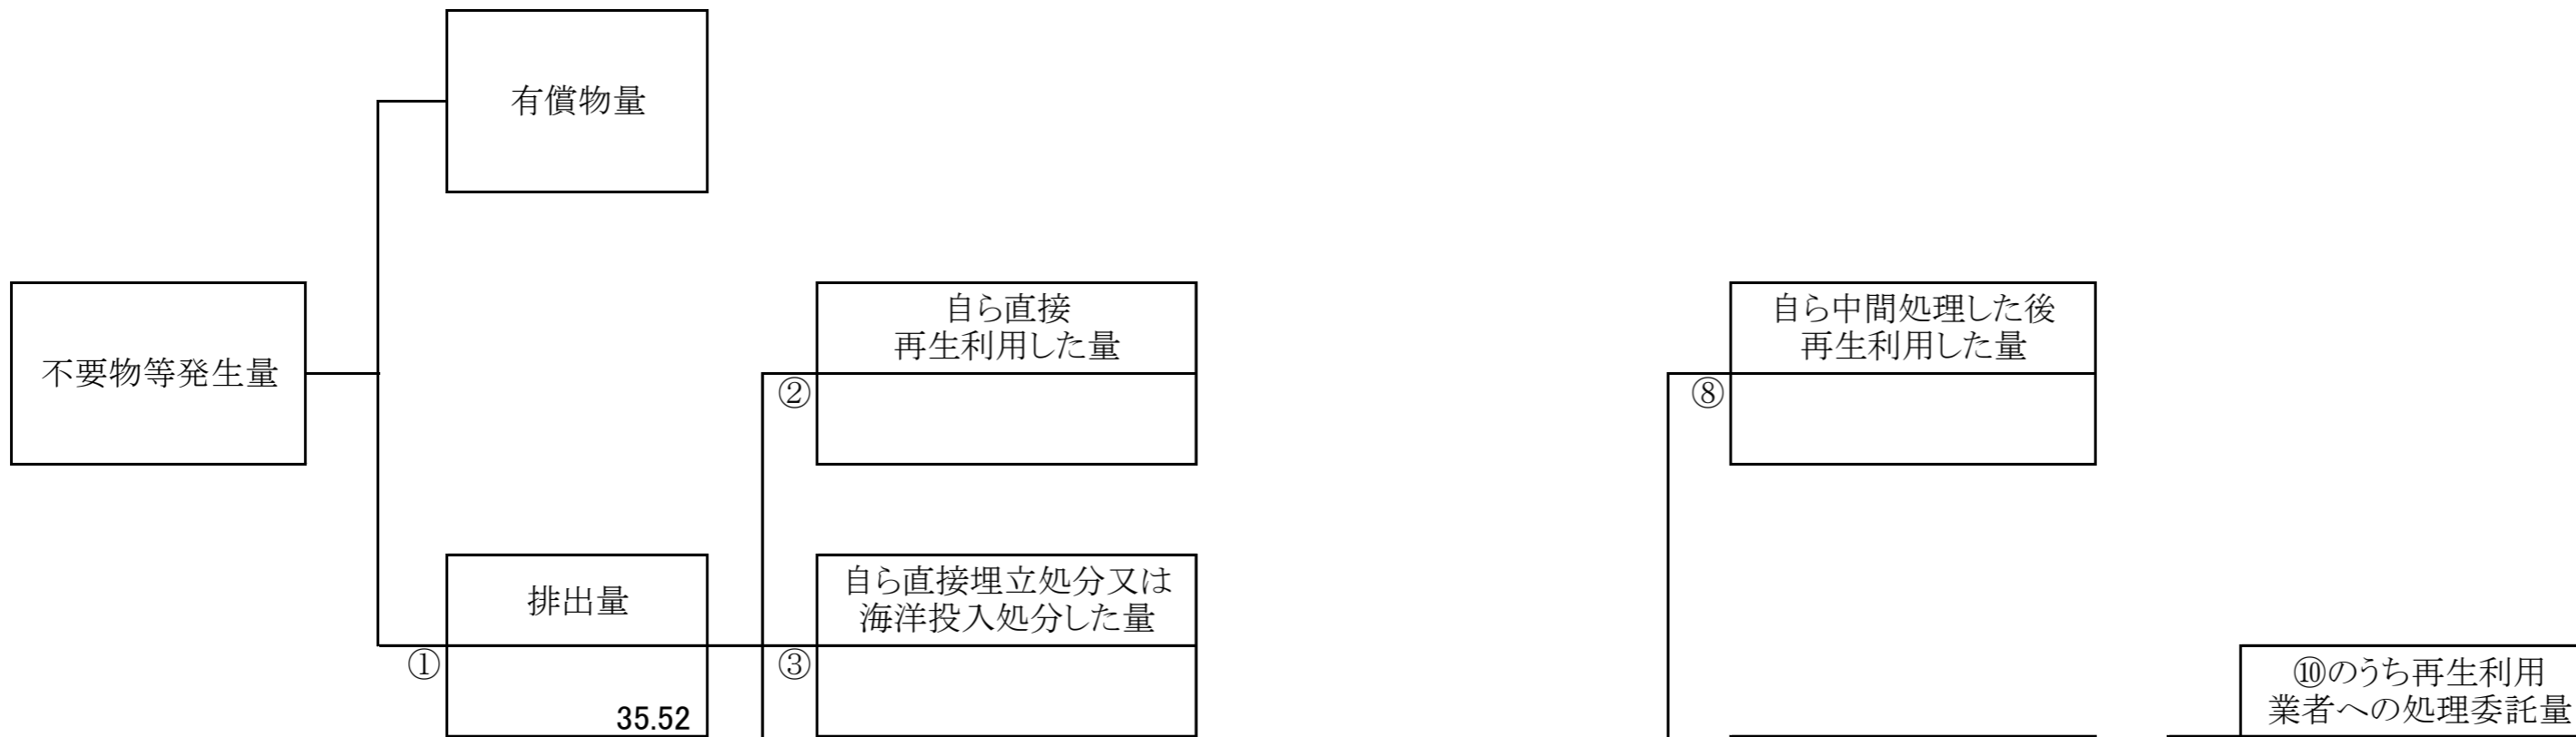 有償物量
不要物等発生量
自ら直接
再生利用した量
②
自ら中間処理した後
再生利用した量
⑧
排出量
①
35.52
自ら直接埋立処分又は
海洋投入処分した量
③
⑩のうち再生利用
業者への処理委託量